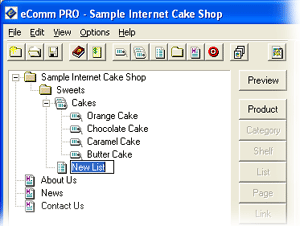 eComm PRO - Sample Internet Cake Shop
File Edit View Options Help
Sample Internet Cake Shop
Preview
Sweets
Cakes
Product
Orange Cake
Category
Chocolate Cake
Shelf
Caramel Cake
Butter Cake
List
New List
About Us
Page
News
Contact Us
Link